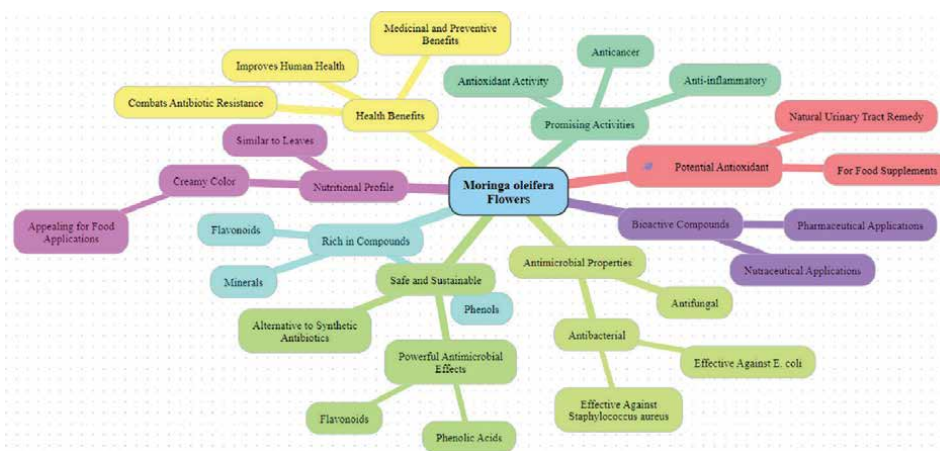 Medicinal and Preventive
Benefits
Improves Human Health
Combats Antibiotic Resistance
Health Benefits
Anticancer
Antioxidant Activity
Anti-inflammatory
Promising Activities
Natural Urinary Tract Remedy
Potential Antioxidant
For Food Supplements
Similar to Leaves
Creamy Color
Nutritional Profile
Appealing for Food
Applications
Moringa oleifera
Flowers
Bioactive Compounds
Pharmaceutical Applications
Nutraceutical Applications
Flavonoids
Rich in Compounds
Minerals
Phenols
Safe and Sustainable
Alternative to Synthetic
Antibiotics
Powerful Antimicrobial
Effects
Flavonoids
Phenolic Acids
Antimicrobial Properties
Antifungal
Antibacterial
Effective Against E. coli
Effective Against
Staphylococcus aureus